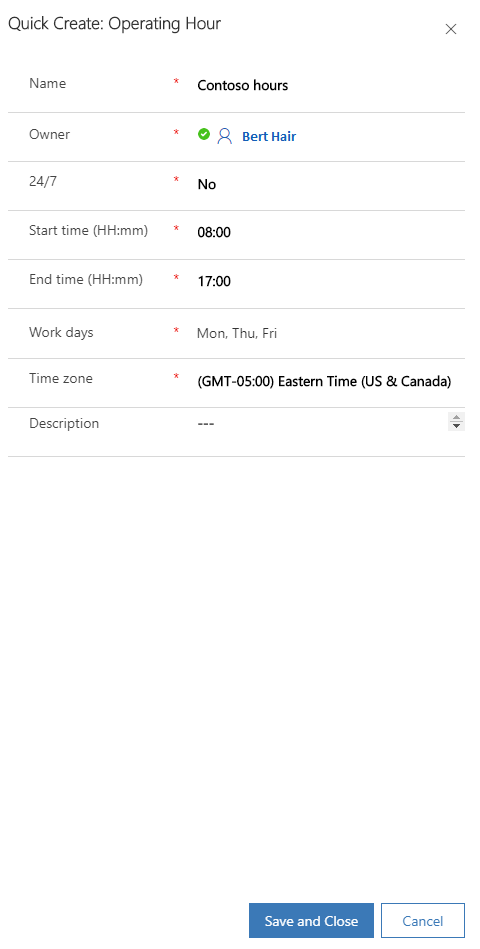 Quick Create: Operating Hour
Name * Contoso hours
Owner * Bert Hair
24/7 * No
Start time (HH:mm) * 08:00
End time (HH:mm) * 17:00
Work days * Mon, Thu, Fri
Time zone * (GMT-05:00) Eastern Time (US & Canada)
Description ---
Save and Close Cancel